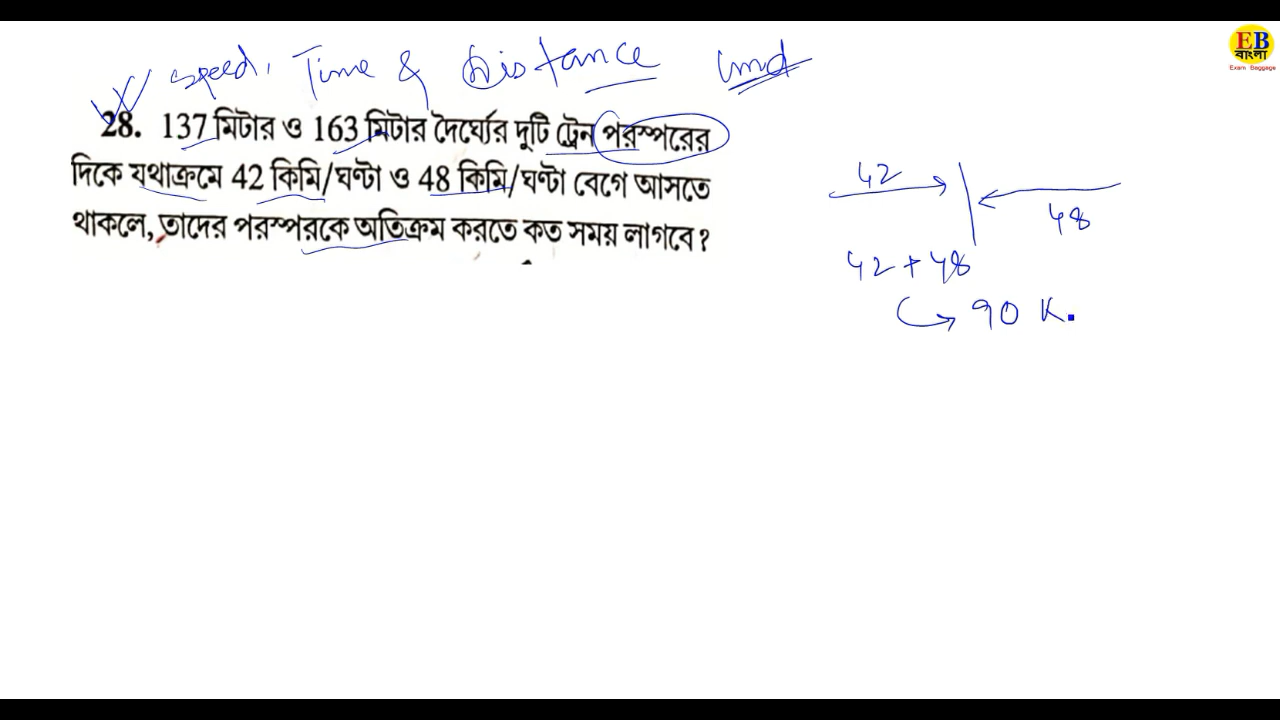 Speed, Time & Distance
EB
বাংলা
Exam Baggage
28. 137 মিটার ও 163 মিটার দৈর্ঘ্যের দুটি ট্রেন পরস্পরের
দিকে যথাক্রমে 42 কিমি/ঘণ্টা ও 48 কিমি/ঘণ্টা বেগে আসতে
থাকলে, তাদের পরস্পরকে অতিক্রম করতে কত সময় লাগবে?
42
48
42 + 48
90 K.